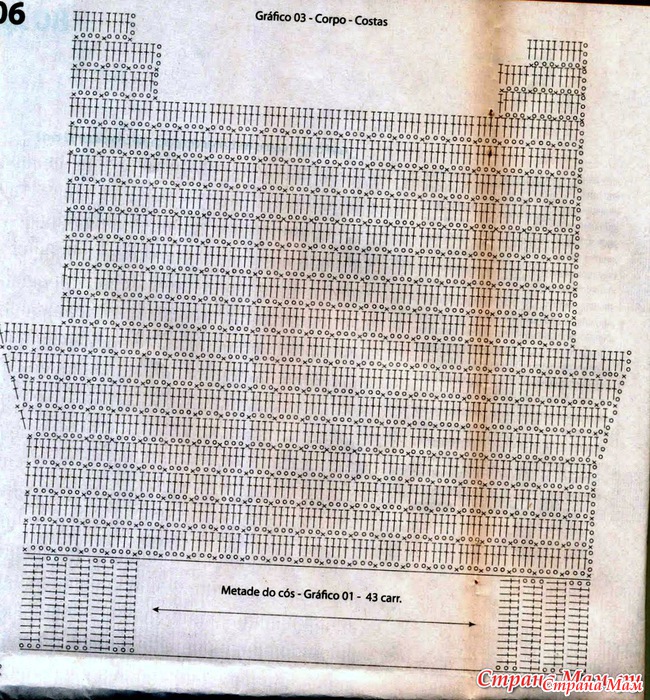 06
Gráfico 03 - Corpo - Costas
Metade do cós - Gráfico 01 - 43 carr.
Страна Мам